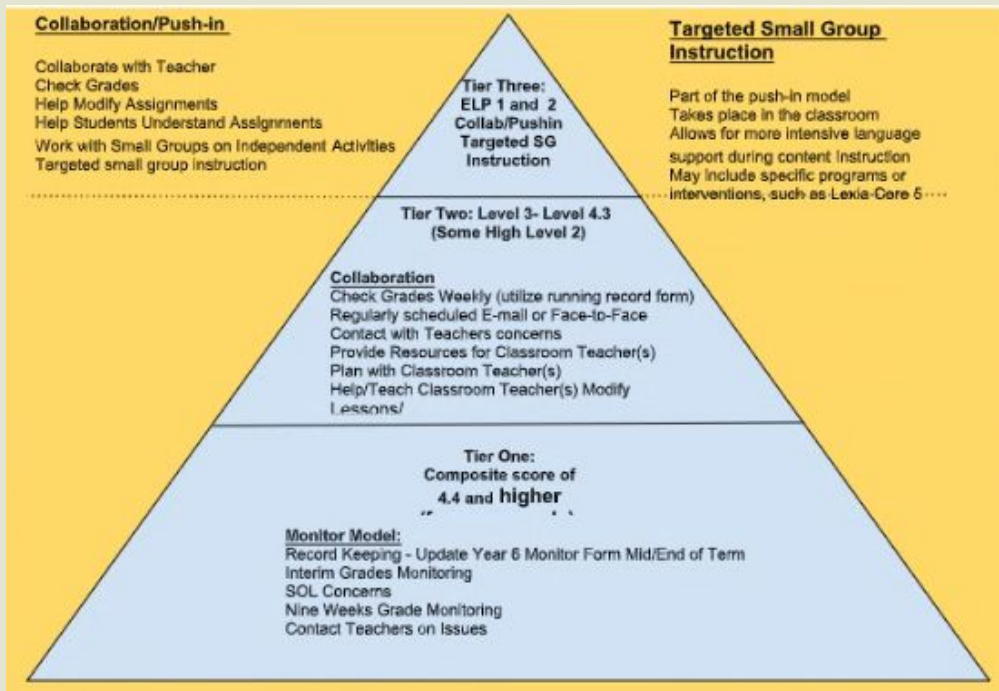 Collaboration/Push-in
Collaborate with Teacher
Check Grades
Help Modify Assignments
Help Students Understand Assignments
Work with Small Groups on Independent Activities
Targeted small group instruction
Tier Three:
ELP 1 and 2
Collab/Pushin
Targeted SG
Instruction
Targeted Small Group
Instruction
Part of the push-in model
Takes place in the classroom
Allows for more intensive language
support during content Instruction
May include specific programs or
interventions, such as Lexia Core 5
Tier Two: Level 3- Level 4.3
(Some High Level 2)
Collaboration
Check Grades Weekly (utilize running record form)
Regularly scheduled E-mail or Face-to-Face
Contact with Teachers concerns
Provide Resources for Classroom Teacher(s)
Plan with Classroom Teacher(s)
Help/Teach Classroom Teacher(s) Modify
Lessons/
Tier One:
Composite score of
4.4 and higher
Monitor Model:
Record Keeping - Update Year 6 Monitor Form Mid/End of Term
Interim Grades Monitoring
SOL Concerns
Nine Weeks Grade Monitoring
Contact Teachers on Issues